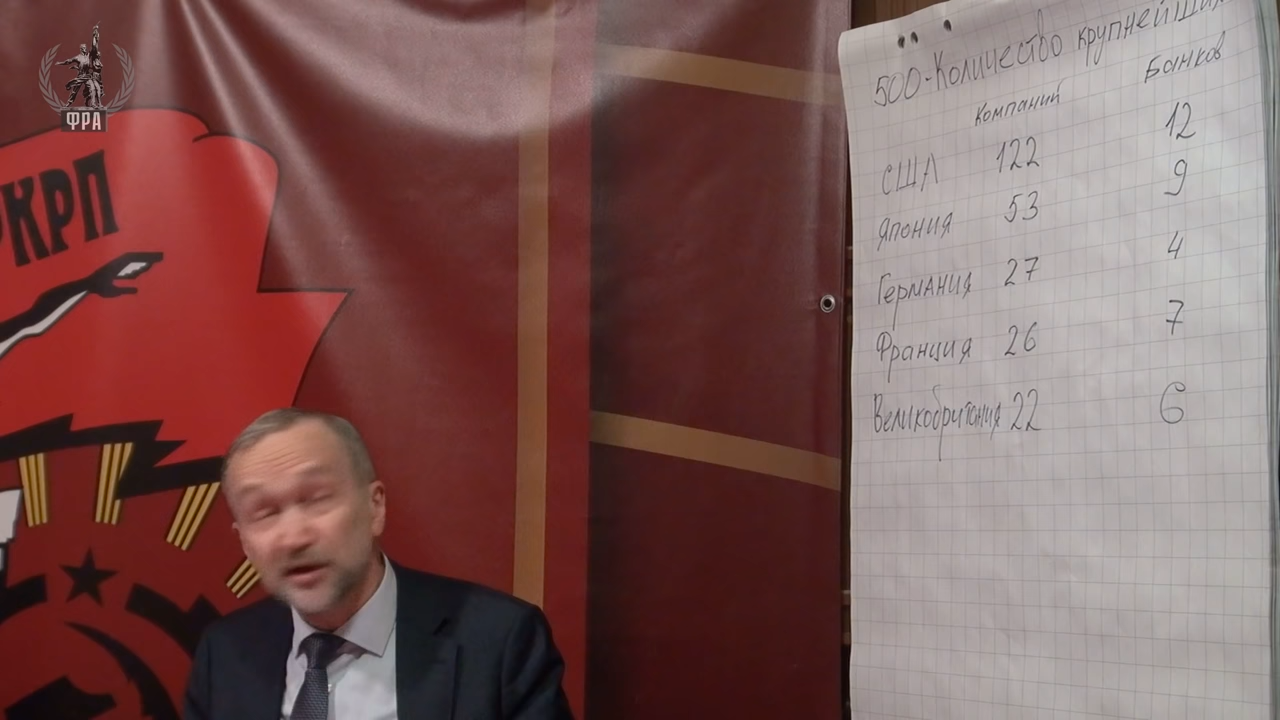 ФРА
РКРП
500-Количество крупнейших
Компаний Банков
США 122 12
Япония 53 9
Германия 27 4
Франция 26 7
Великобритания 22 6